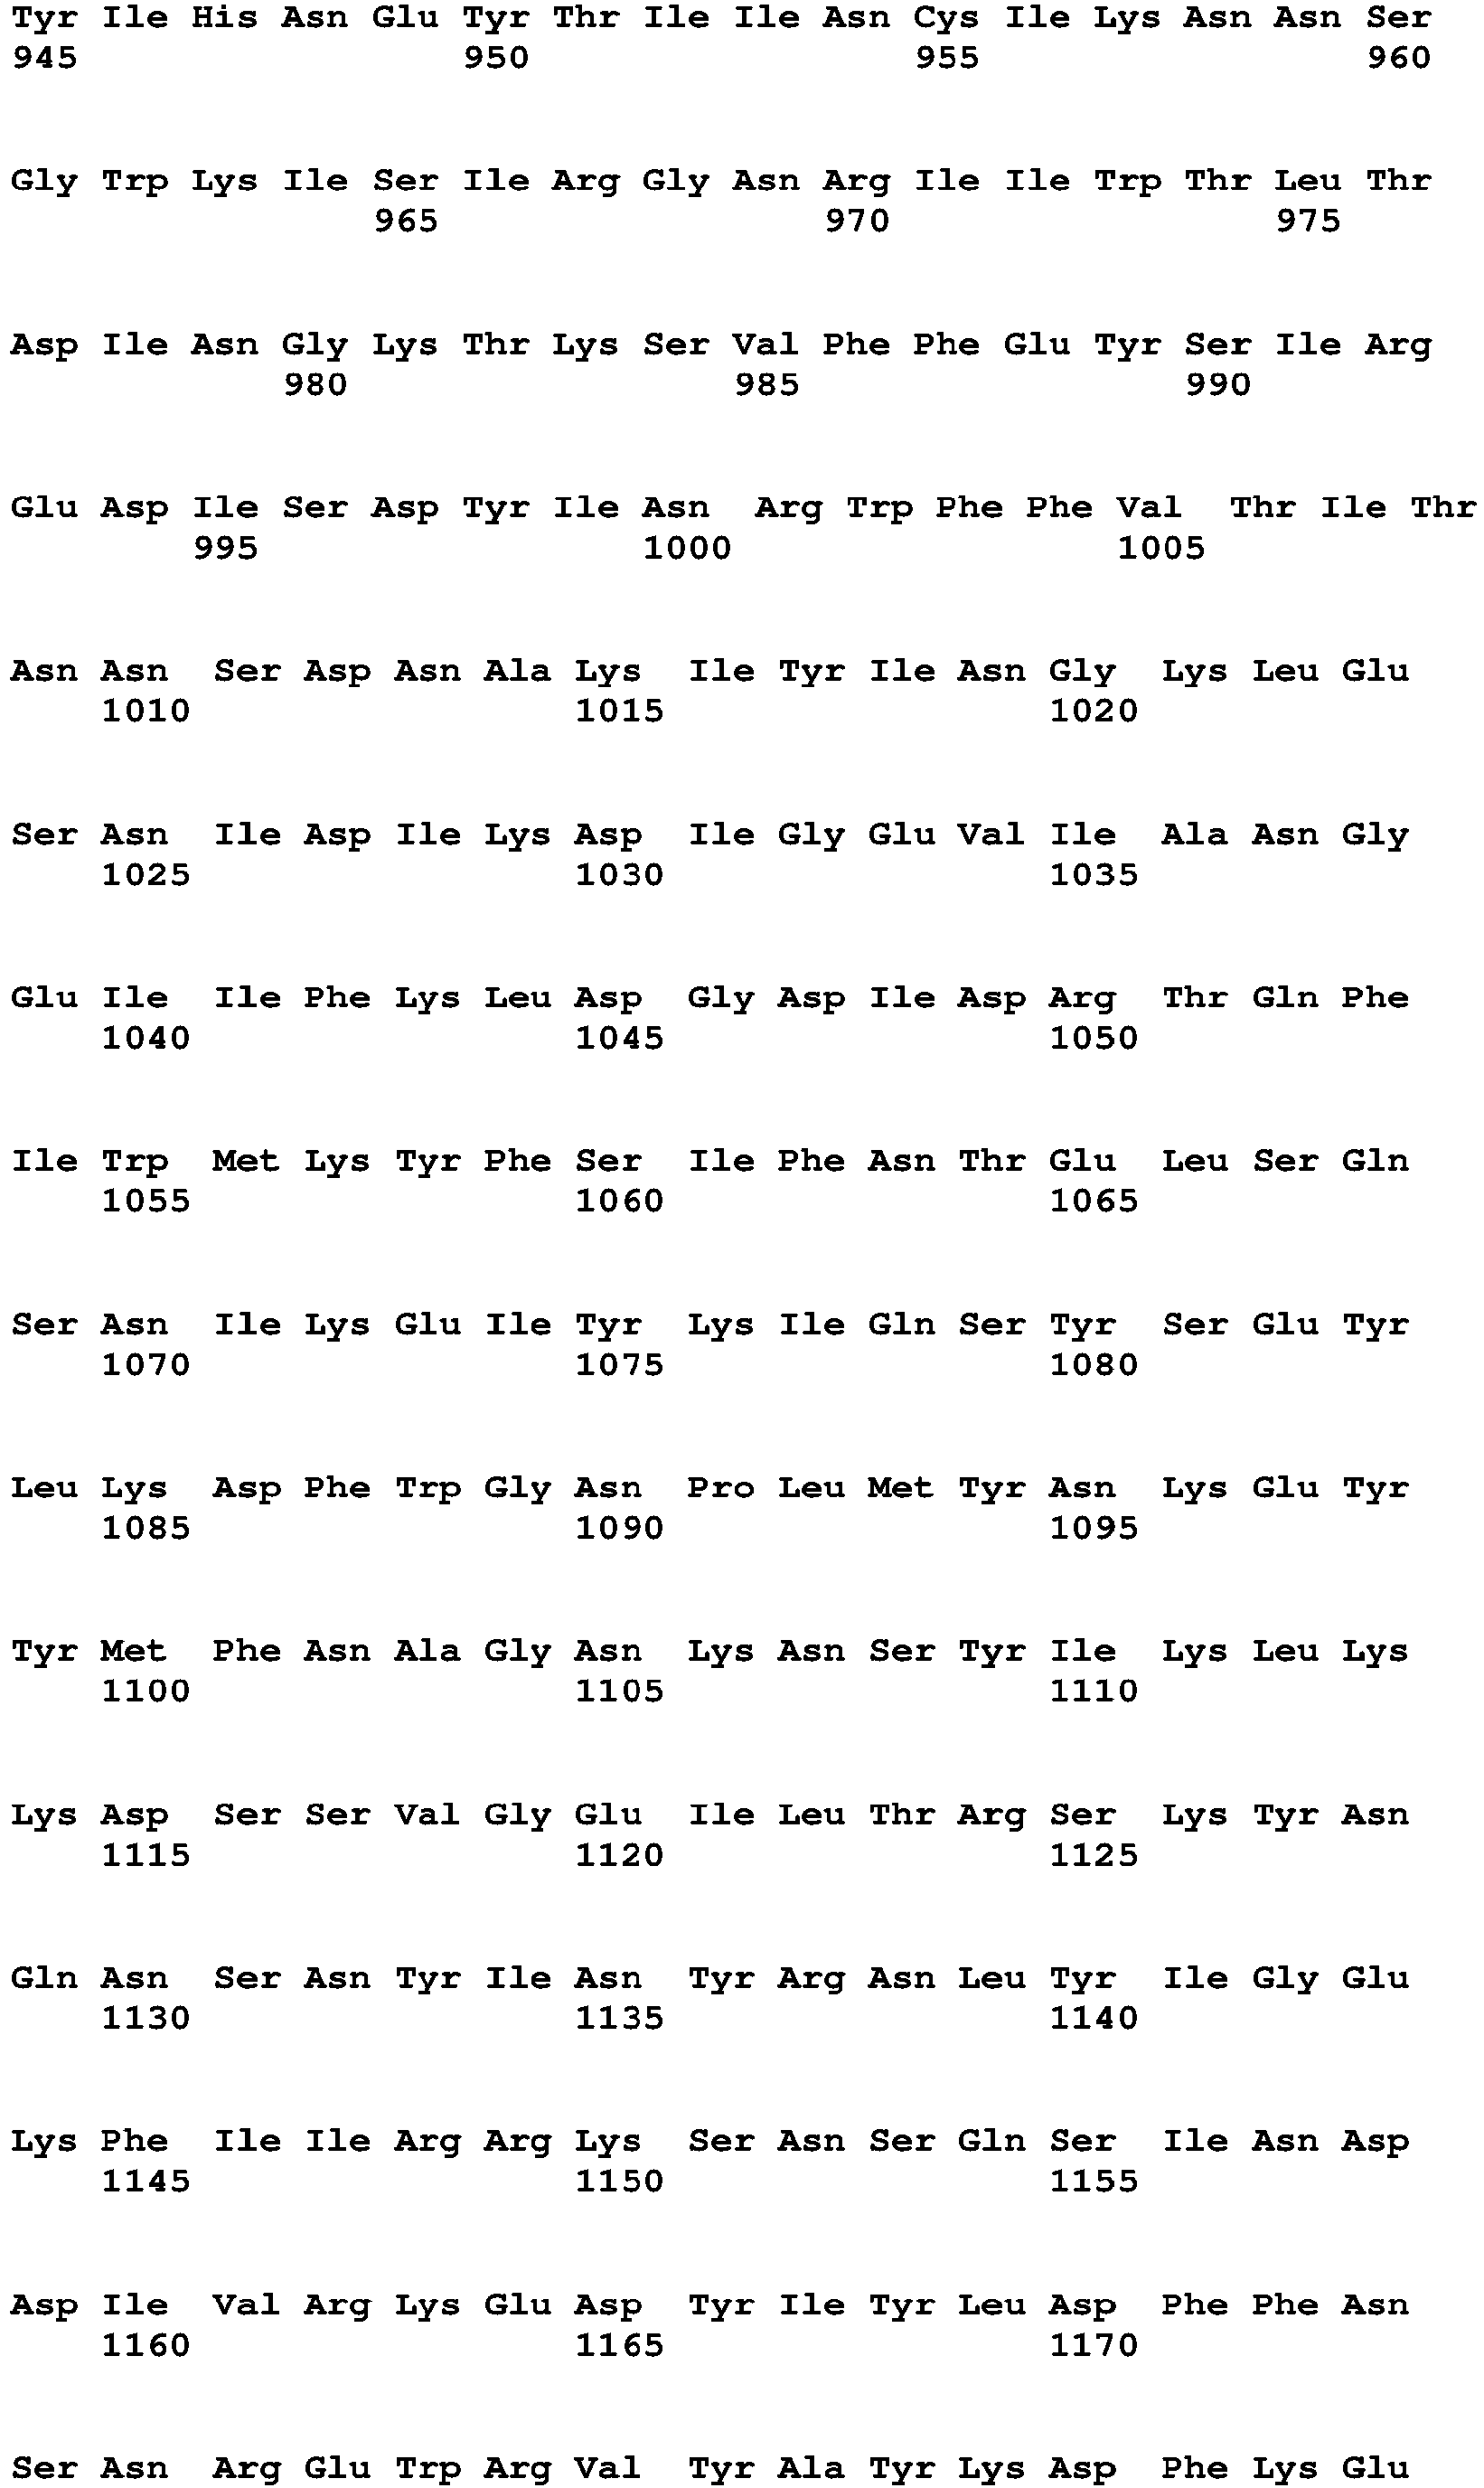 Tyr Ile His Asn Glu Tyr Thr Ile Ile Asn Cys Ile Lys Asn Asn Ser
945 950 955 960
Gly Trp Lys Ile Ser Ile Arg Gly Asn Arg Ile Ile Trp Thr Leu Thr
965 970 975
Asp Ile Asn Gly Lys Thr Lys Ser Val Phe Phe Glu Tyr Ser Ile Arg
980 985 990
Glu Asp Ile Ser Asp Tyr Ile Asn Arg Trp Phe Phe Val Thr Ile Thr
995 1000 1005
Asn Asn Ser Asp Asn Ala Lys Ile Tyr Ile Asn Gly Lys Leu Glu
1010 1015 1020
Ser Asn Ile Asp Ile Lys Asp Ile Gly Glu Val Ile Ala Asn Gly
1025 1030 1035
Glu Ile Ile Phe Lys Leu Asp Gly Asp Ile Asp Arg Thr Gln Phe
1040 1045 1050
Ile Trp Met Lys Tyr Phe Ser Ile Phe Asn Thr Glu Leu Ser Gln
1055 1060 1065
Ser Asn Ile Lys Glu Ile Tyr Lys Ile Gln Ser Tyr Ser Glu Tyr
1070 1075 1080
Leu Lys Asp Phe Trp Gly Asn Pro Leu Met Tyr Asn Lys Glu Tyr
1085 1090 1095
Tyr Met Phe Asn Ala Gly Asn Lys Asn Ser Tyr Ile Lys Leu Lys
1100 1105 1110
Lys Asp Ser Ser Val Gly Glu Ile Leu Thr Arg Ser Lys Tyr Asn
1115 1120 1125
Gln Asn Ser Asn Tyr Ile Asn Tyr Arg Asn Leu Tyr Ile Gly Glu
1130 1135 1140
Lys Phe Ile Ile Arg Arg Lys Ser Asn Ser Gln Ser Ile Asn Asp
1145 1150 1155
Asp Ile Val Arg Lys Glu Asp Tyr Ile Tyr Leu Asp Phe Phe Asn
1160 1165 1170
Ser Asn Arg Glu Trp Arg Val Tyr Ala Tyr Lys Asp Phe Lys Glu